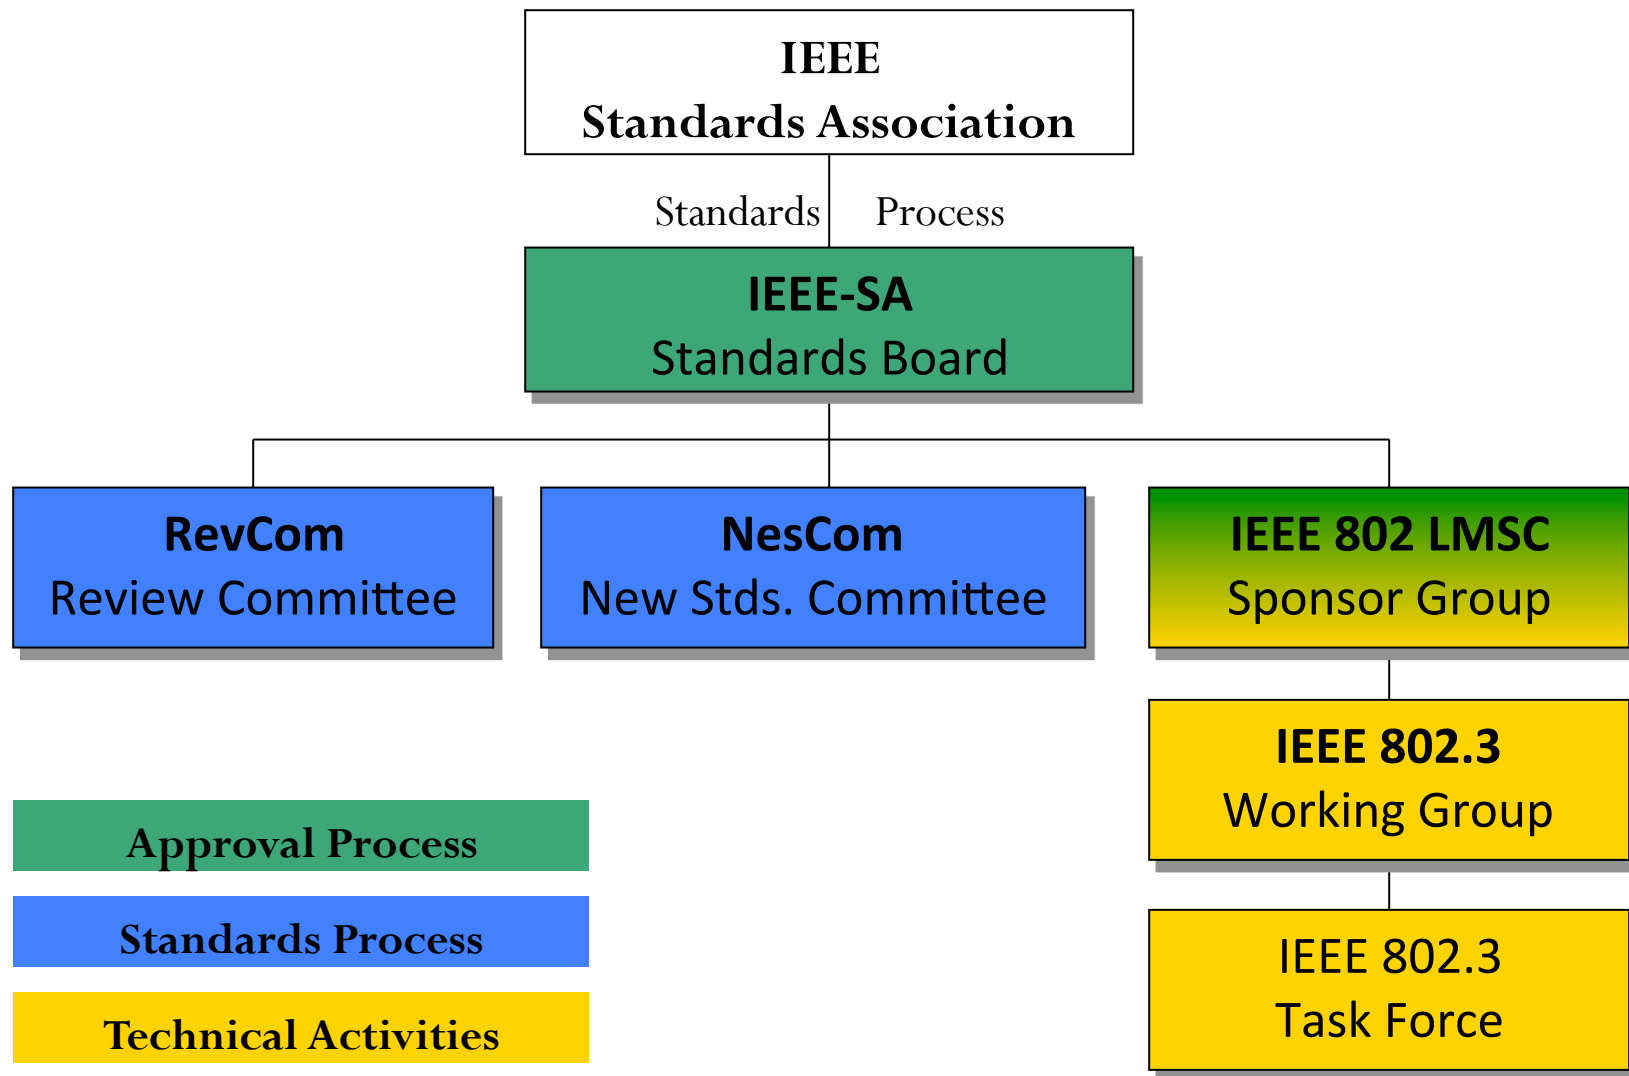 IEEE
Standards Association
Standards Process
IEEE-SA
Standards Board
RevCom
Review Committee
NesCom
New Stds. Committee
IEEE 802 LMSC
Sponsor Group
IEEE 802.3
Working Group
IEEE 802.3
Task Force
Approval Process
Standards Process
Technical Activities